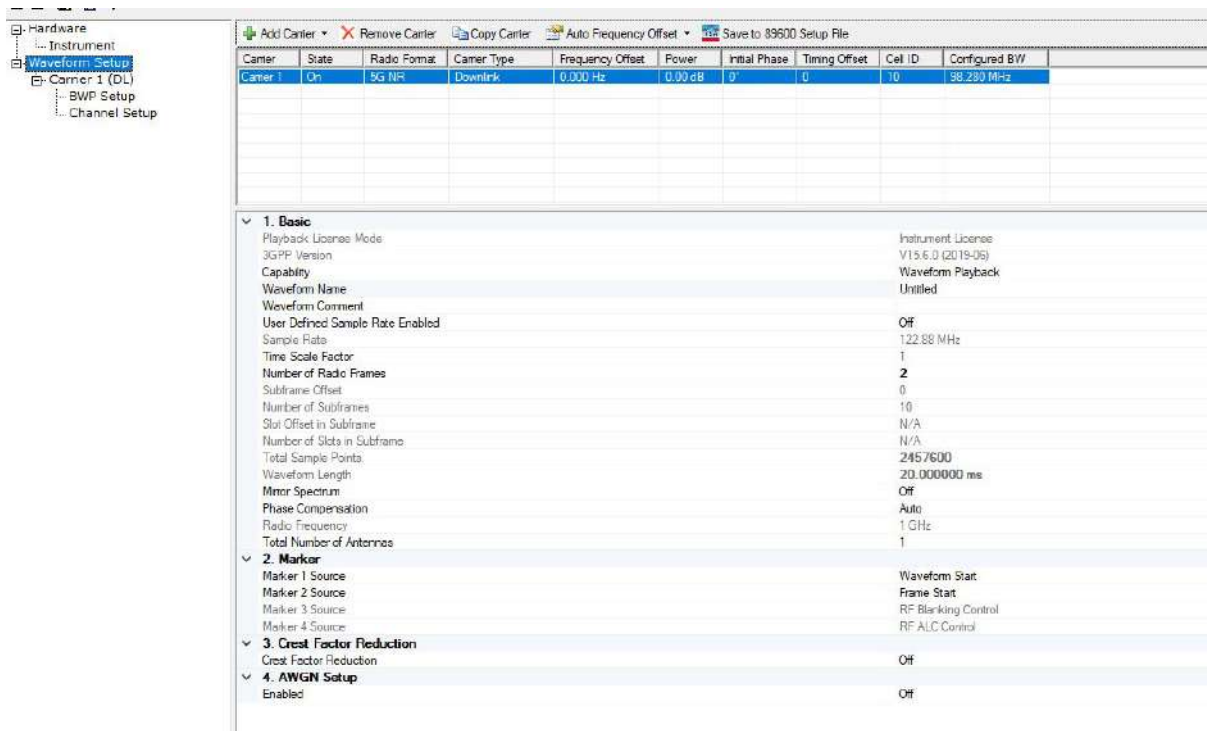 Hardware
Instrument
Waveform Setup
Carrier 1 (DL)
BWP Setup
Channel Setup
Add Carrier Remove Carrier Copy Carrier Auto Frequency Offset Save to 89600 Setup File
Carrier State Radio Format Carrier Type Frequency Offset Power Initial Phase Timing Offset Cell ID Configured BW
Carrier 1 On 5G NR Downlink 0.000 Hz 0.00 dB 0° 0 10 98.280 MHz
1. Basic
Playback License Mode Instrument License
3GPP Version V15.6.0 (2019-06)
Capability Waveform Playback
Waveform Name Untitled
Waveform Comment
User Defined Sample Rate Enabled Off
Sample Rate 122.88 MHz
Time Scale Factor 1
Number of Radio Frames 2
Subframe Offset 0
Number of Subframes 10
Slot Offset in Subframe N/A
Number of Slots in Subframe N/A
Total Sample Points 2457600
Waveform Length 20.000000 ms
Mirror Spectrum Off
Phase Compensation Auto
Radio Frequency 1 GHz
Total Number of Antennas 1
2. Marker
Marker 1 Source Waveform Start
Marker 2 Source Frame Start
Marker 3 Source RF Blanking Control
Marker 4 Source RF ALC Control
3. Crest Factor Reduction
Crest Factor Reduction Off
4. AWGN Setup
Enabled Off